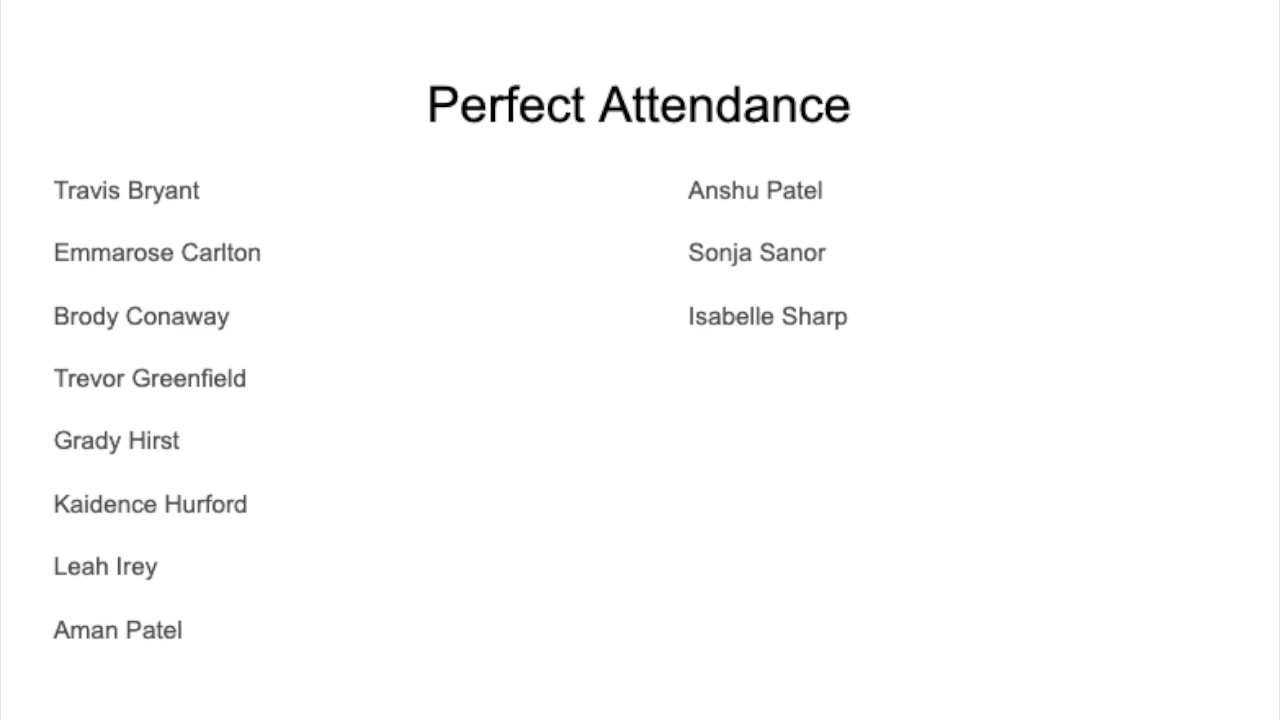 Perfect Attendance
Travis Bryant
Emmarose Carlton
Brody Conaway
Trevor Greenfield
Grady Hirst
Kaidence Hurford
Leah Irey
Aman Patel
Anshu Patel
Sonja Sanor
Isabelle Sharp